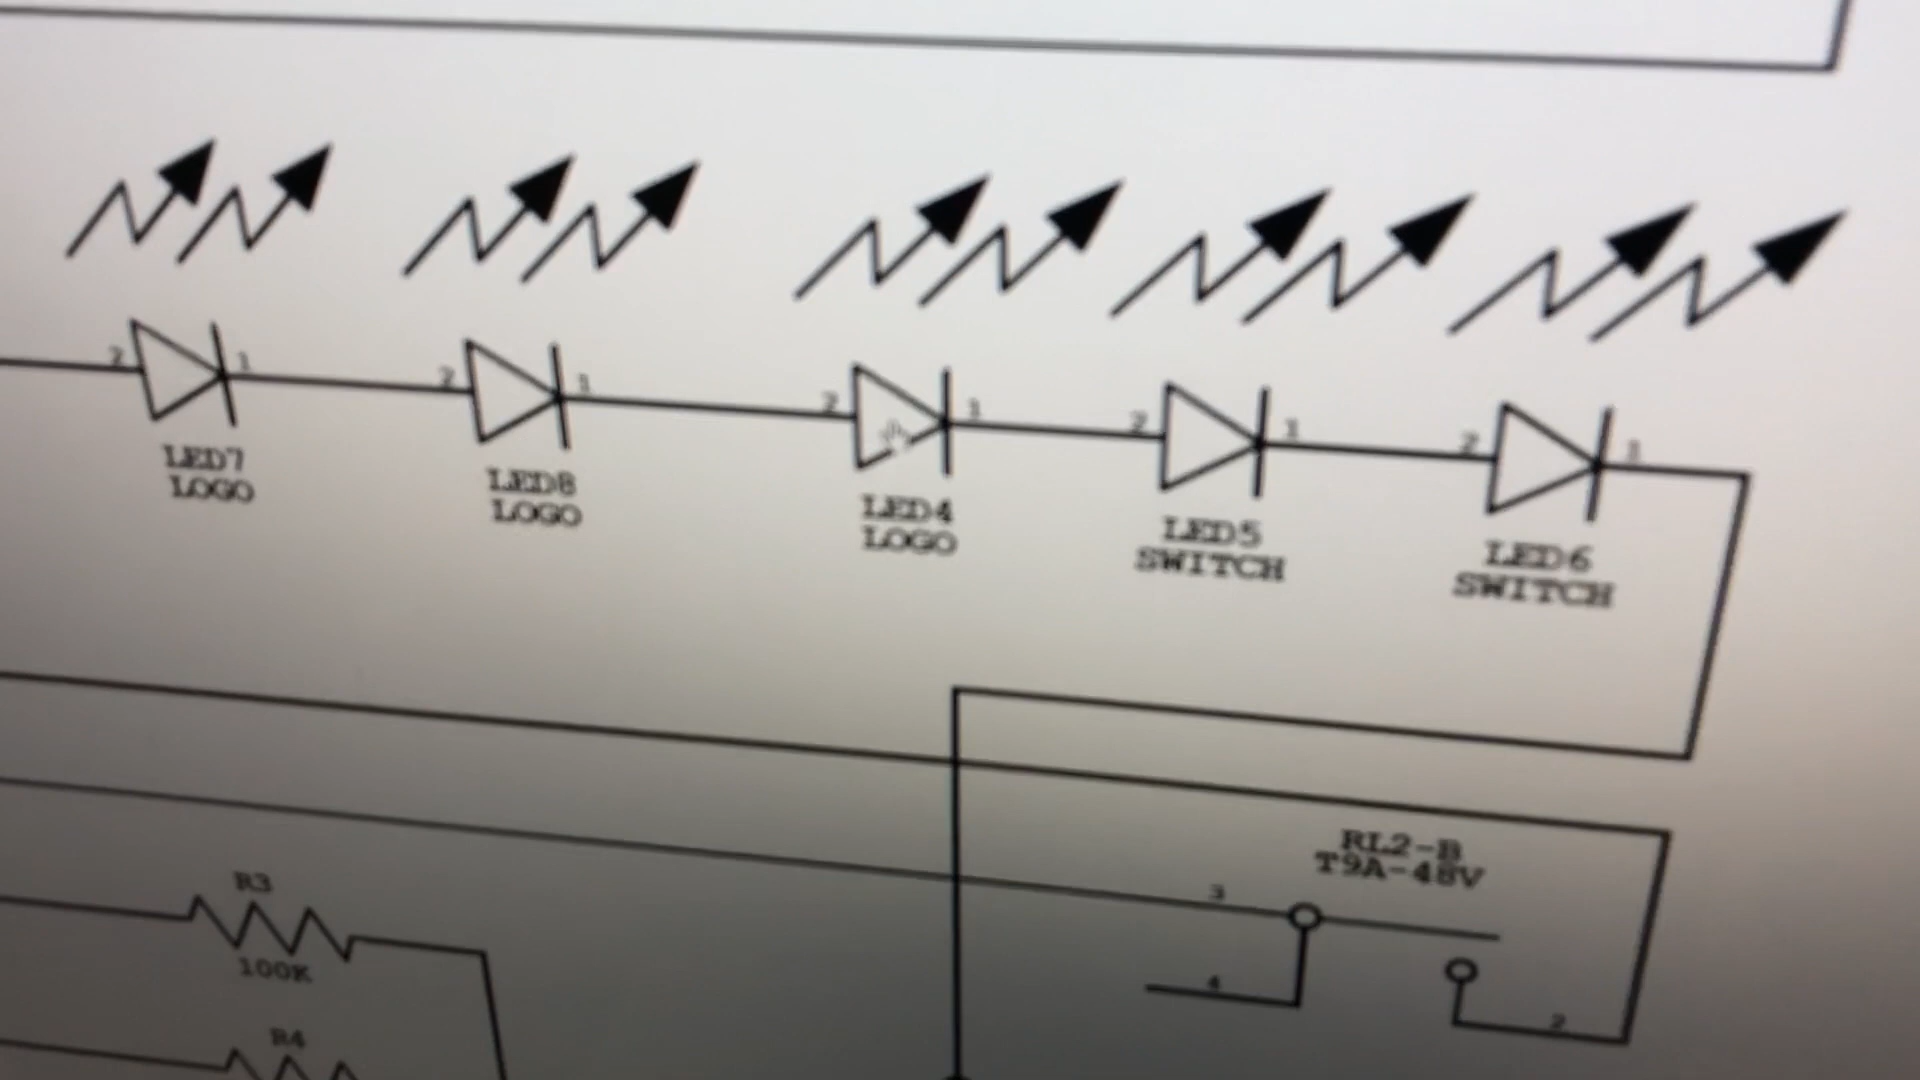 2
1
2
1
2
1
2
1
2
1
LED7
LOGO
LED8
LOGO
LED4
LOGO
LED5
SWITCH
LED6
SWITCH
RL2-B
T9A-48V
3
4
2
R3
100K
R4